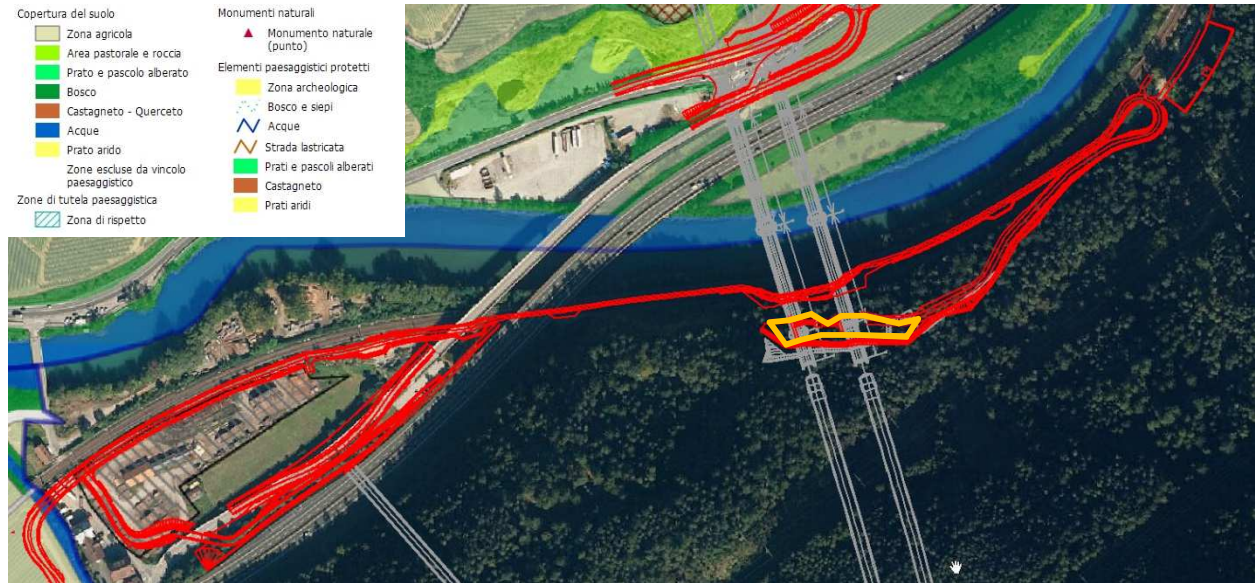 Copertura del suolo
Zona agricola
Area pastorale e roccia
Prato e pascolo alberato
Bosco
Castagneto - Querceto
Acque
Prato arido
Zone escluse da vincolo
paesaggistico
Zone di tutela paesaggistica
Zona di rispetto
Monumenti naturali
Monumento naturale
(punto)
Elementi paesaggistici protetti
Zona archeologica
Bosco e siepi
Acque
Strada lastricata
Prati e pascoli alberati
Castagneto
Prati aridi